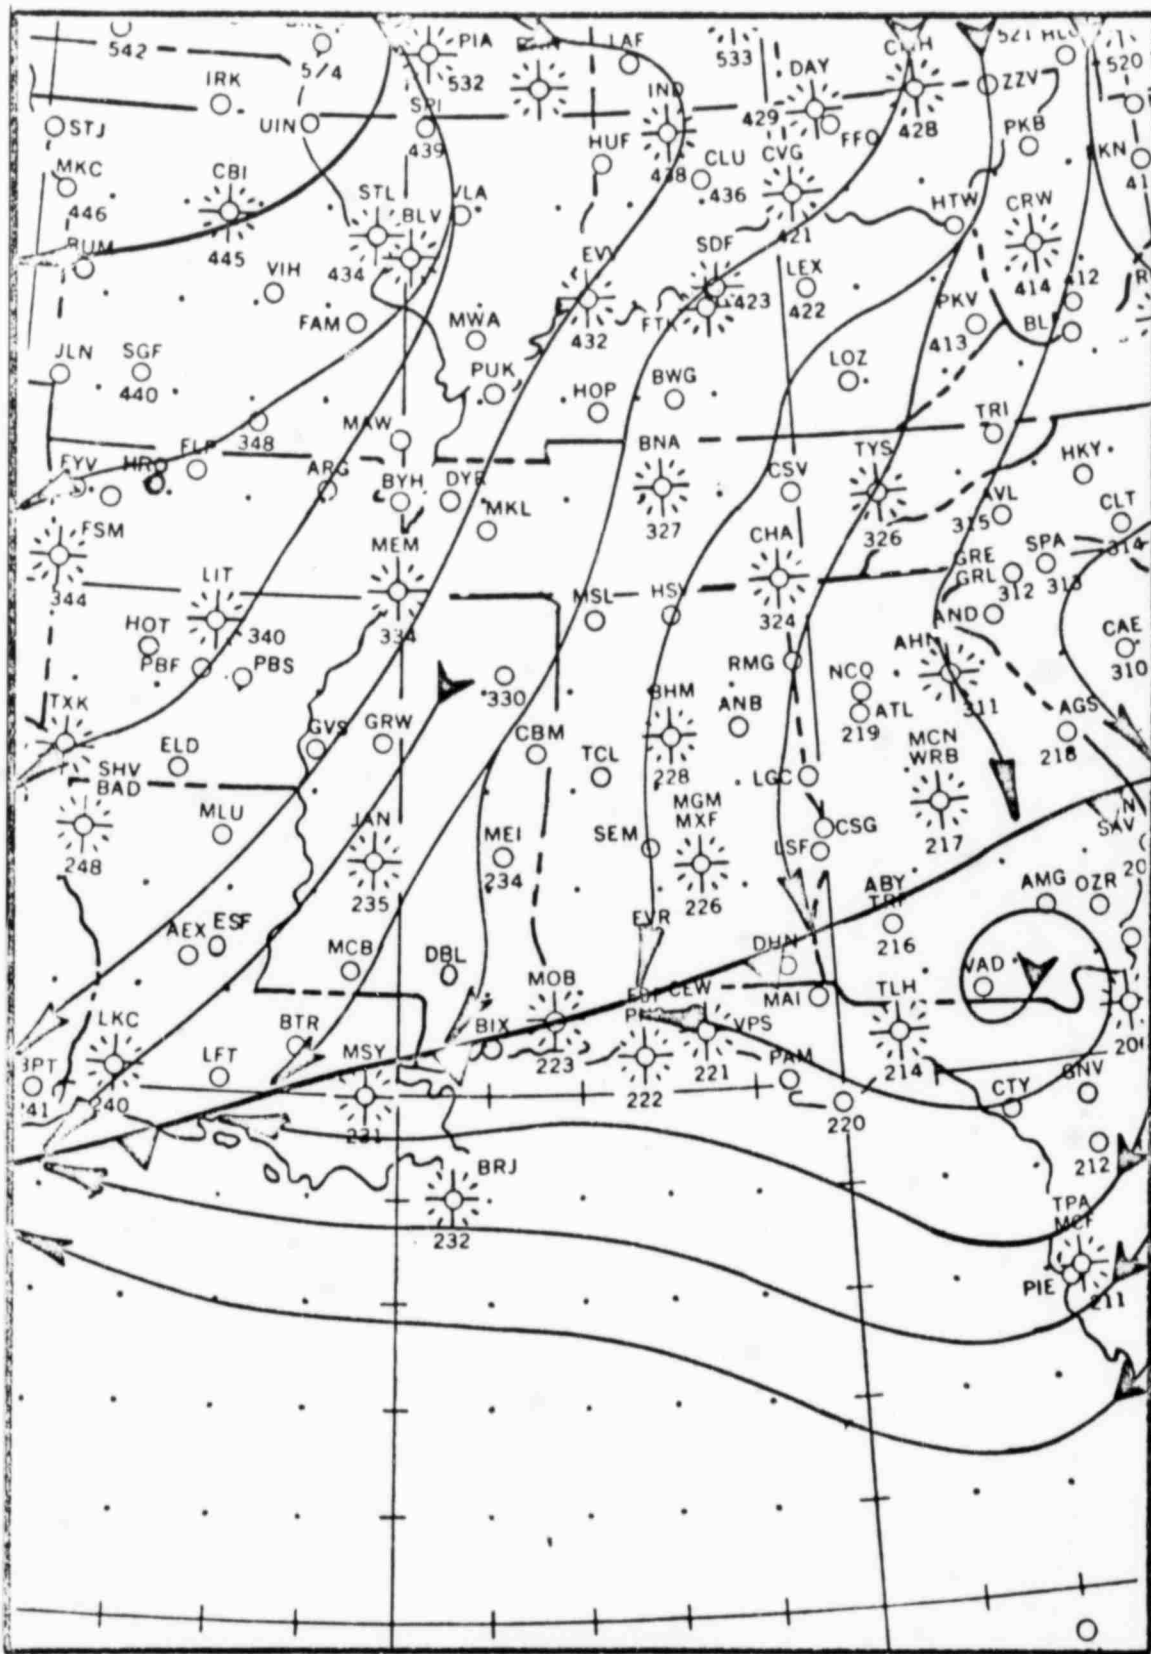 542
574
PIA
532
LAF
533
CMH
428
521
520
IRK
STJ
UIN
SPI
439
IND
438
DAY
429
FFO
ZZV
PKB
EKN
MKC
446
CBI
445
STL
434
BLV
VLA
HUF
CLU
436
CVG
421
HTW
CRW
414
412
BUM
VIH
FAM
MWA
EVV
432
SDF
423
FTK
LEX
422
PKV
413
JLN
SGF
440
PUK
HOP
BWG
LOZ
348
MAW
BNA
327
TRI
FYV
HRO
FLP
ARG
BYH
DYR
MKL
CSV
TYS
326
HKY
AVL
315
CLT
314
FSM
344
LIT
340
MEM
334
CHA
324
GRE
GRL
312
SPA
313
HOT
PBF
PBS
MSL
HSV
AND
CAE
310
330
RMG
NCQ
AHN
311
TXK
GVS
GRW
CBM
BHM
228
ANB
ATL
219
AGS
218
ELD
SHV
BAD
248
TCL
LGC
MCN
WRB
217
MLU
JAN
235
MEI
234
SEM
MGM
MXF
226
CSG
LSF
SAV
ABY
216
AMG
OZR
AEX
ESF
MCB
DBL
EVR
DHN
MOB
223
CEW
MAI
TLH
214
VAD
LKC
240
BTR
BIX
VPS
221
BPT
241
LFT
MSY
231
222
PAM
220
CTY
GNV
212
BRJ
232
TPA
MCF
PIE
211